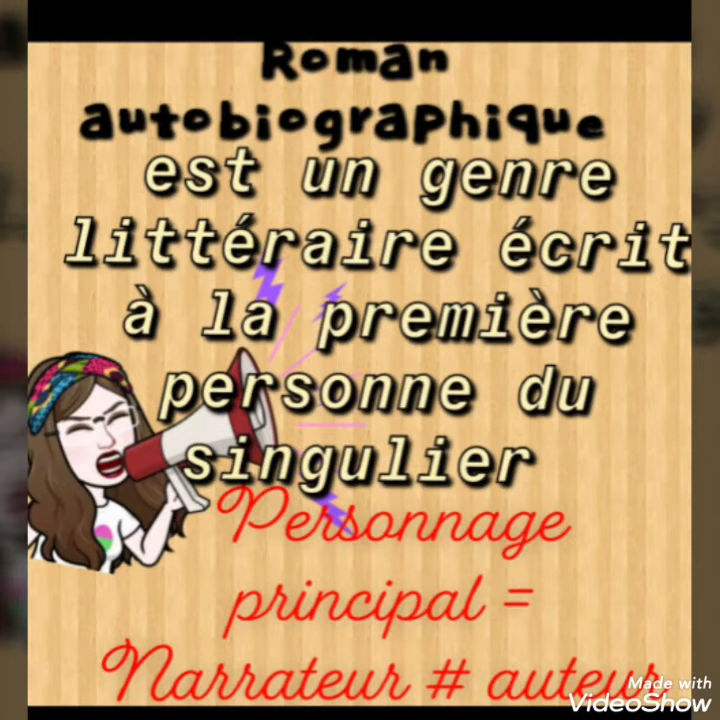 Roman
autobiographique
est un genre
littéraire écrit
à la première
personne du
singulier
Personnage
principal =
Narrateur # auteur
Made with
VideoShow